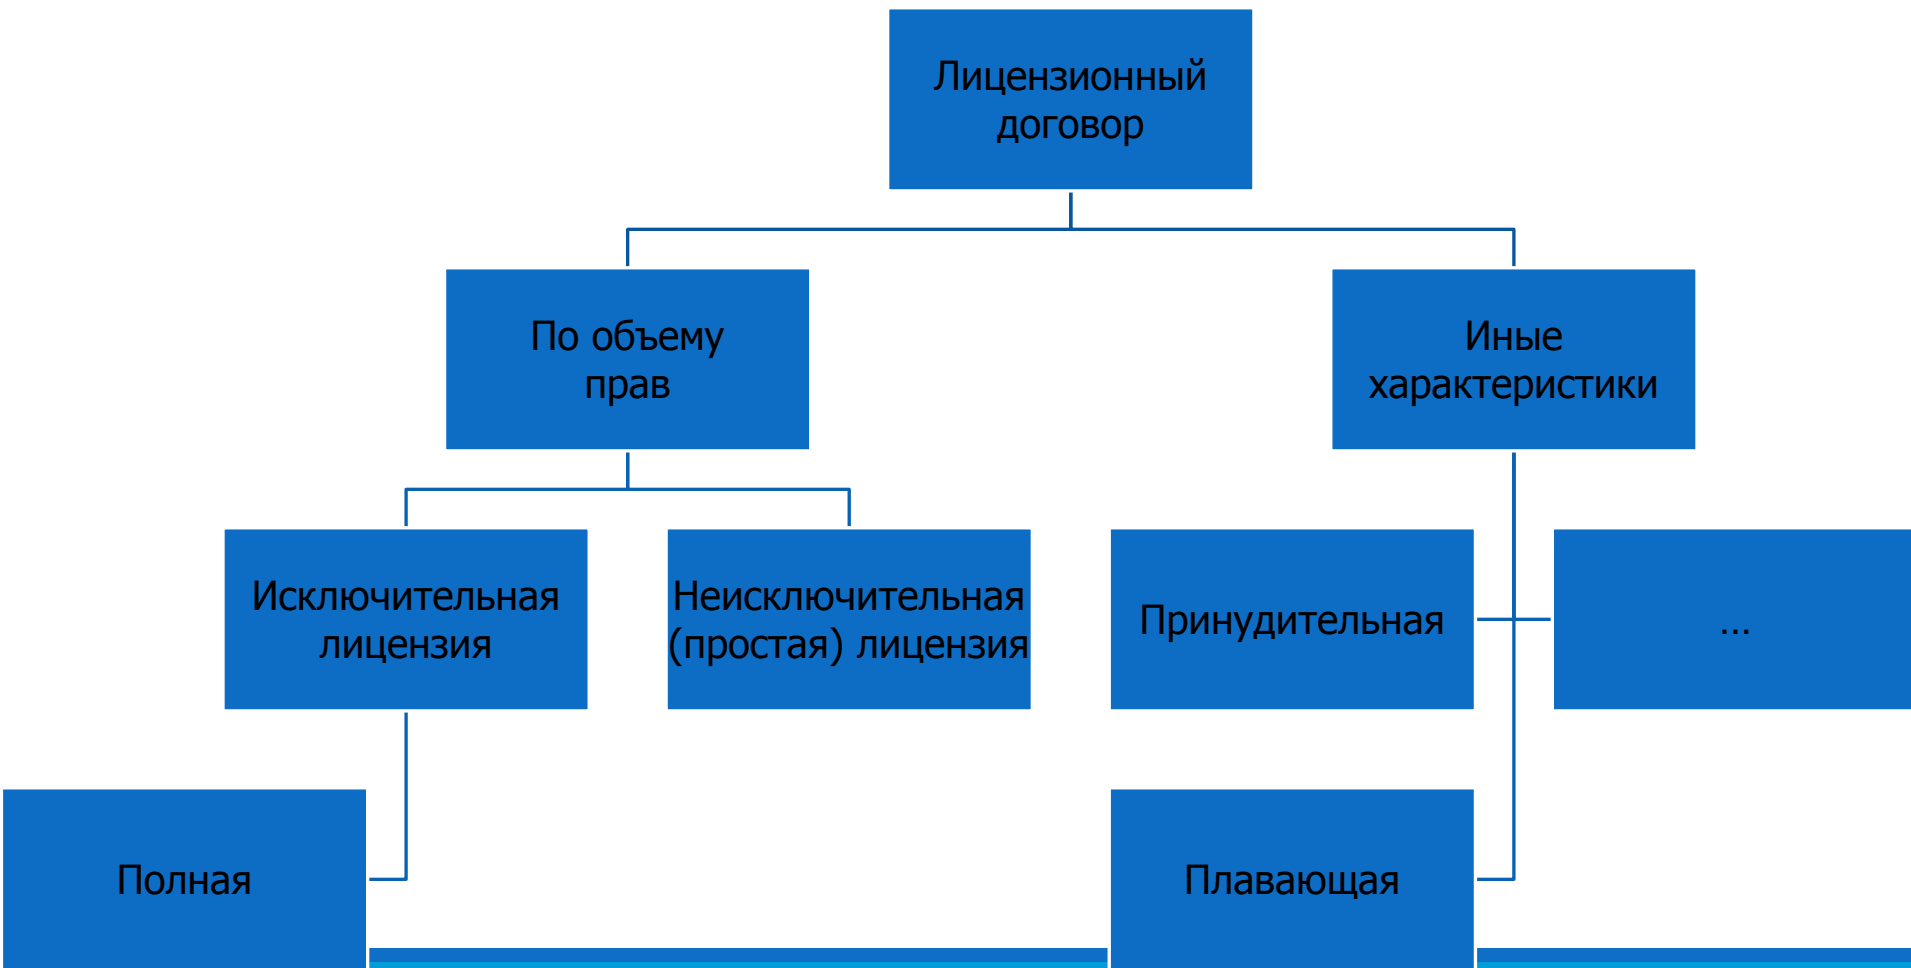 Лицензионный
договор
По объему
прав
Иные
характеристики
Исключительная
лицензия
Неисключительная
(простая) лицензия
Принудительная
...
Полная
Плавающая